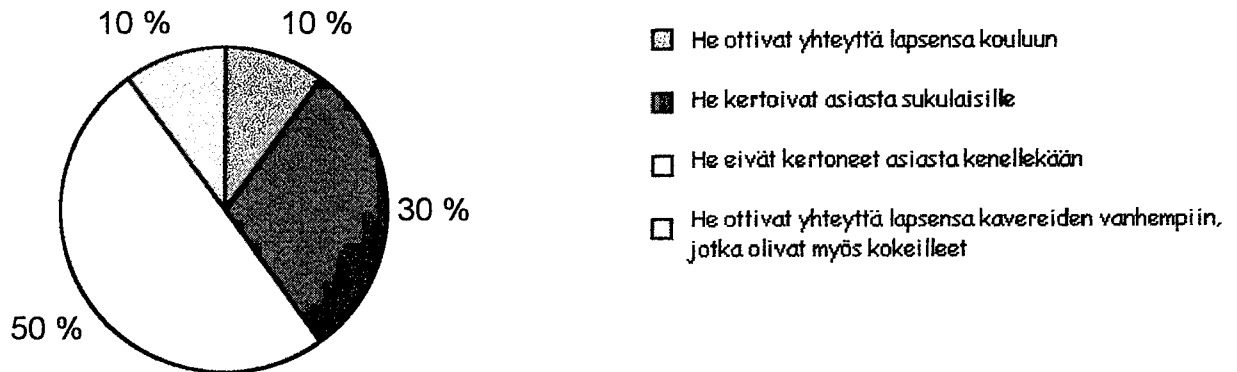 10 %
10 %
30 %
50 %
He ottivat yhteyttä lapsensa kouluun
He kertoivat asiasta sukulaisille
He eivät kertoneet asiasta kenellekään
He ottivat yhteyttä lapsensa kavereiden vanhempiin,
jotka olivat myös kokeilleet